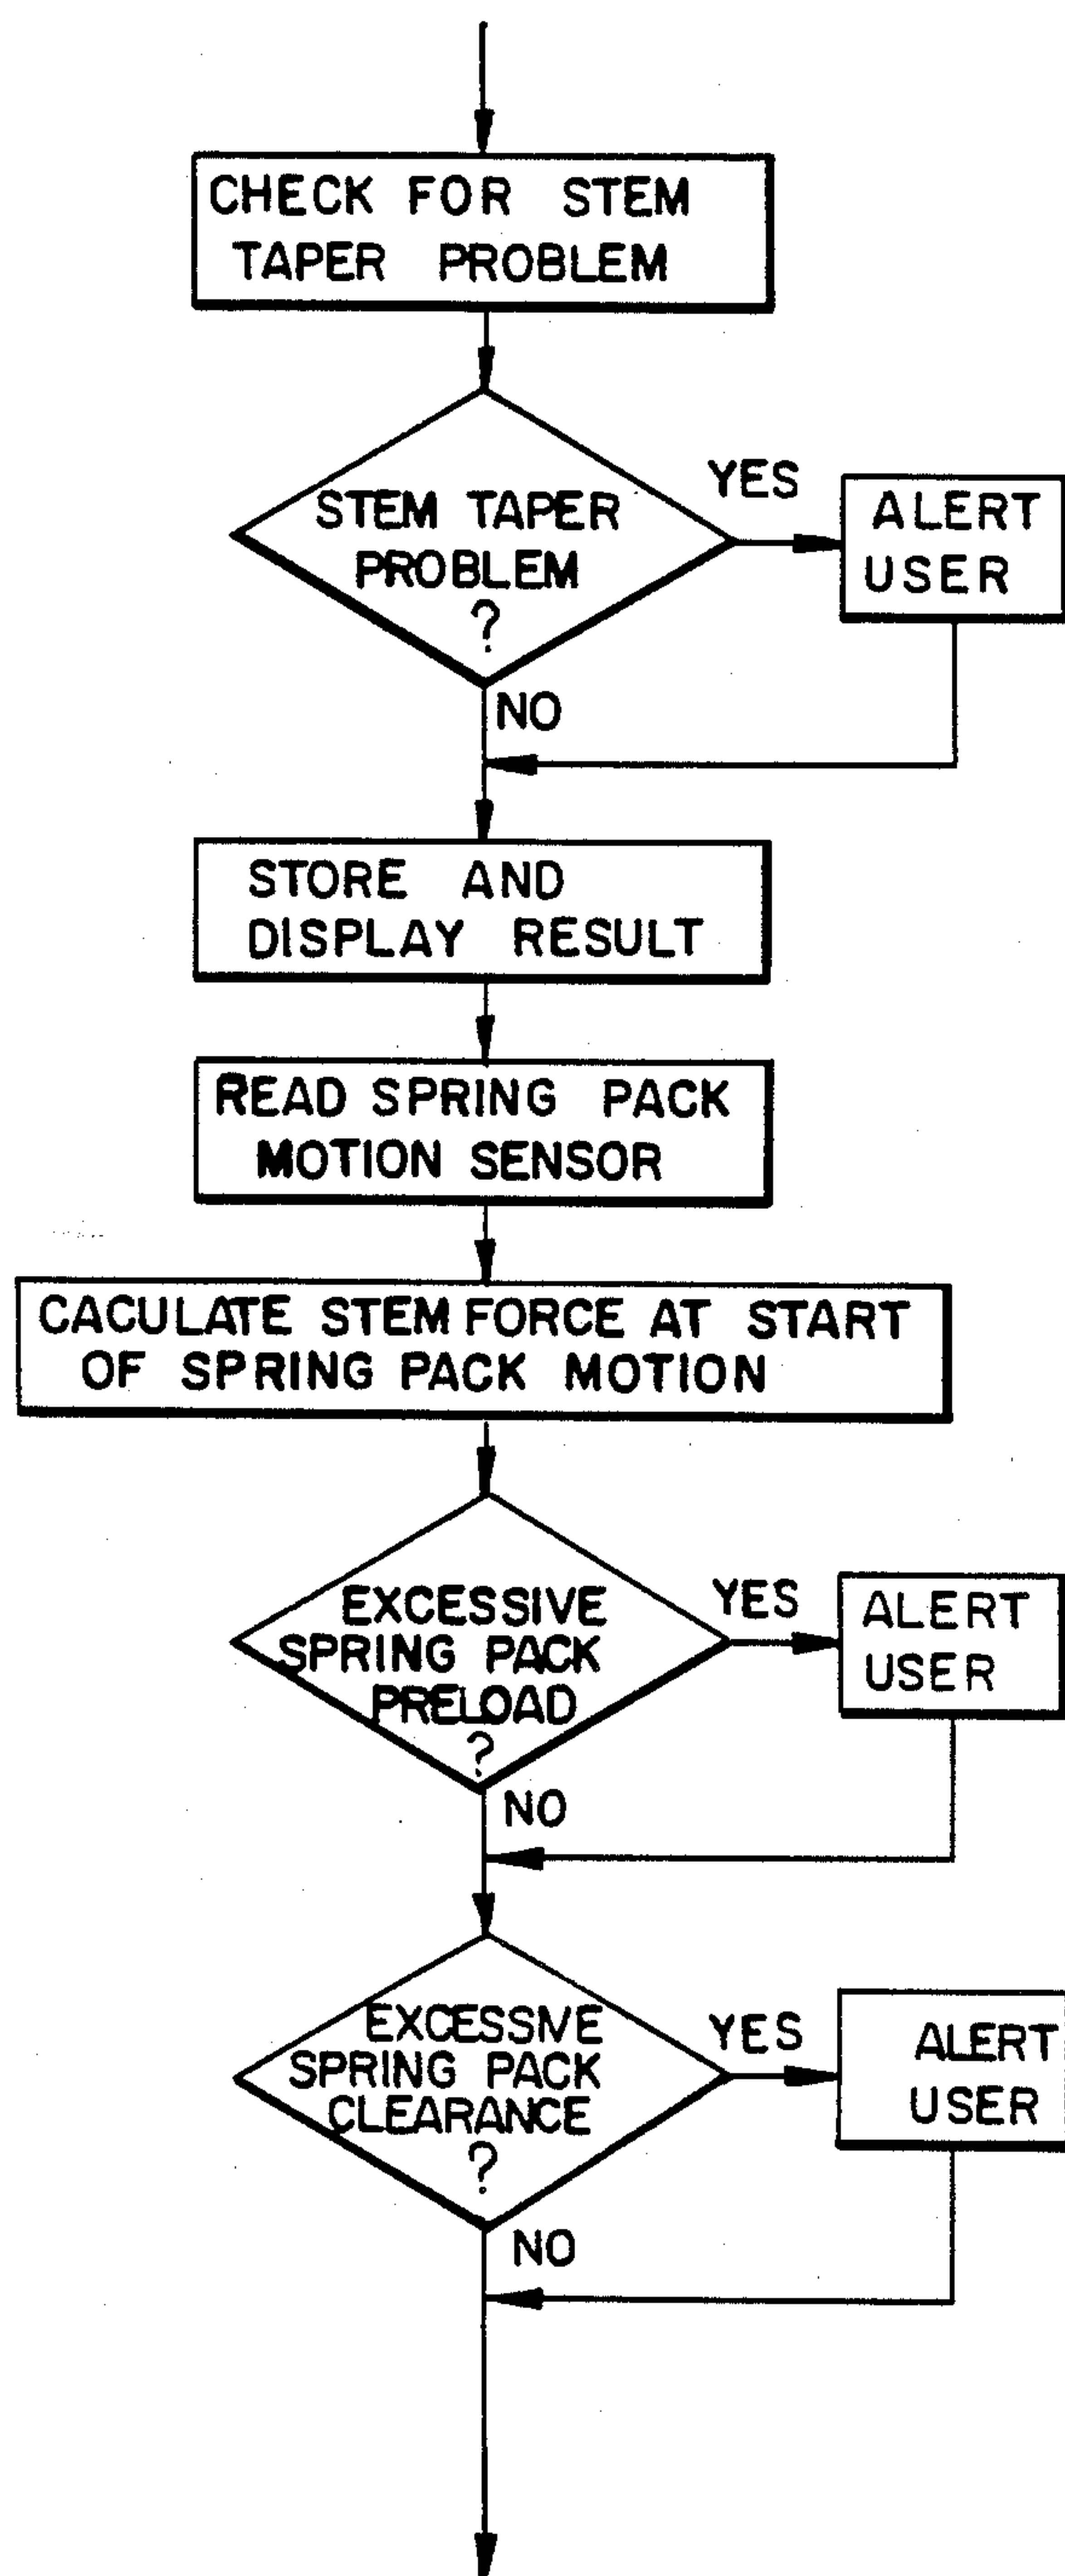 CHECK FOR STEM
TAPER PROBLEM
STEM TAPER
PROBLEM
?
YES
ALERT
USER
NO
STORE AND
DISPLAY RESULT
READ SPRING PACK
MOTION SENSOR
CACULATE STEM FORCE AT START
OF SPRING PACK MOTION
EXCESSIVE
SPRING PACK
PRELOAD
?
YES
ALERT
USER
NO
EXCESSIVE
SPRING PACK
CLEARANCE
?
YES
ALERT
USER
NO